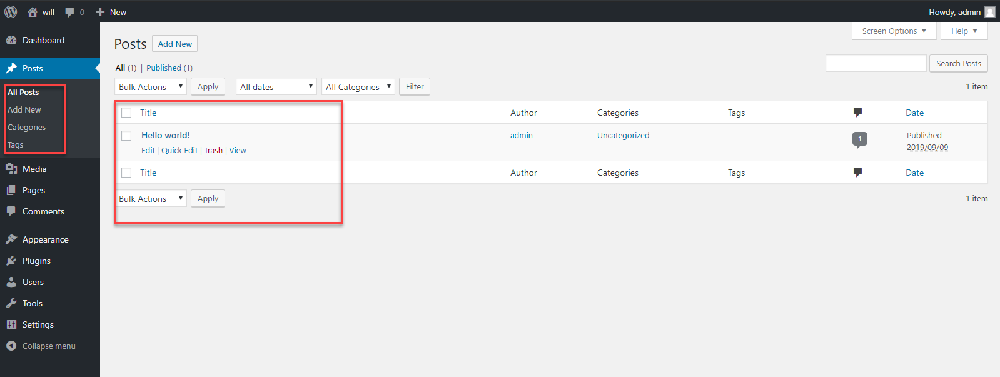 will 0 New Howdy, admin
Screen Options Help
Dashboard
Posts
All Posts
Add New
Categories
Tags
Media
Pages
Comments
Appearance
Plugins
Users
Tools
Settings
Collapse menu
Posts Add New
All (1) | Published (1)
Search Posts
Bulk Actions Apply All dates All Categories Filter 1 item
Title Author Categories Tags Date
Hello world! admin Uncategorized — 1 Published
Edit | Quick Edit | Trash | View 2019/09/09
Title Author Categories Tags Date
Bulk Actions Apply 1 item